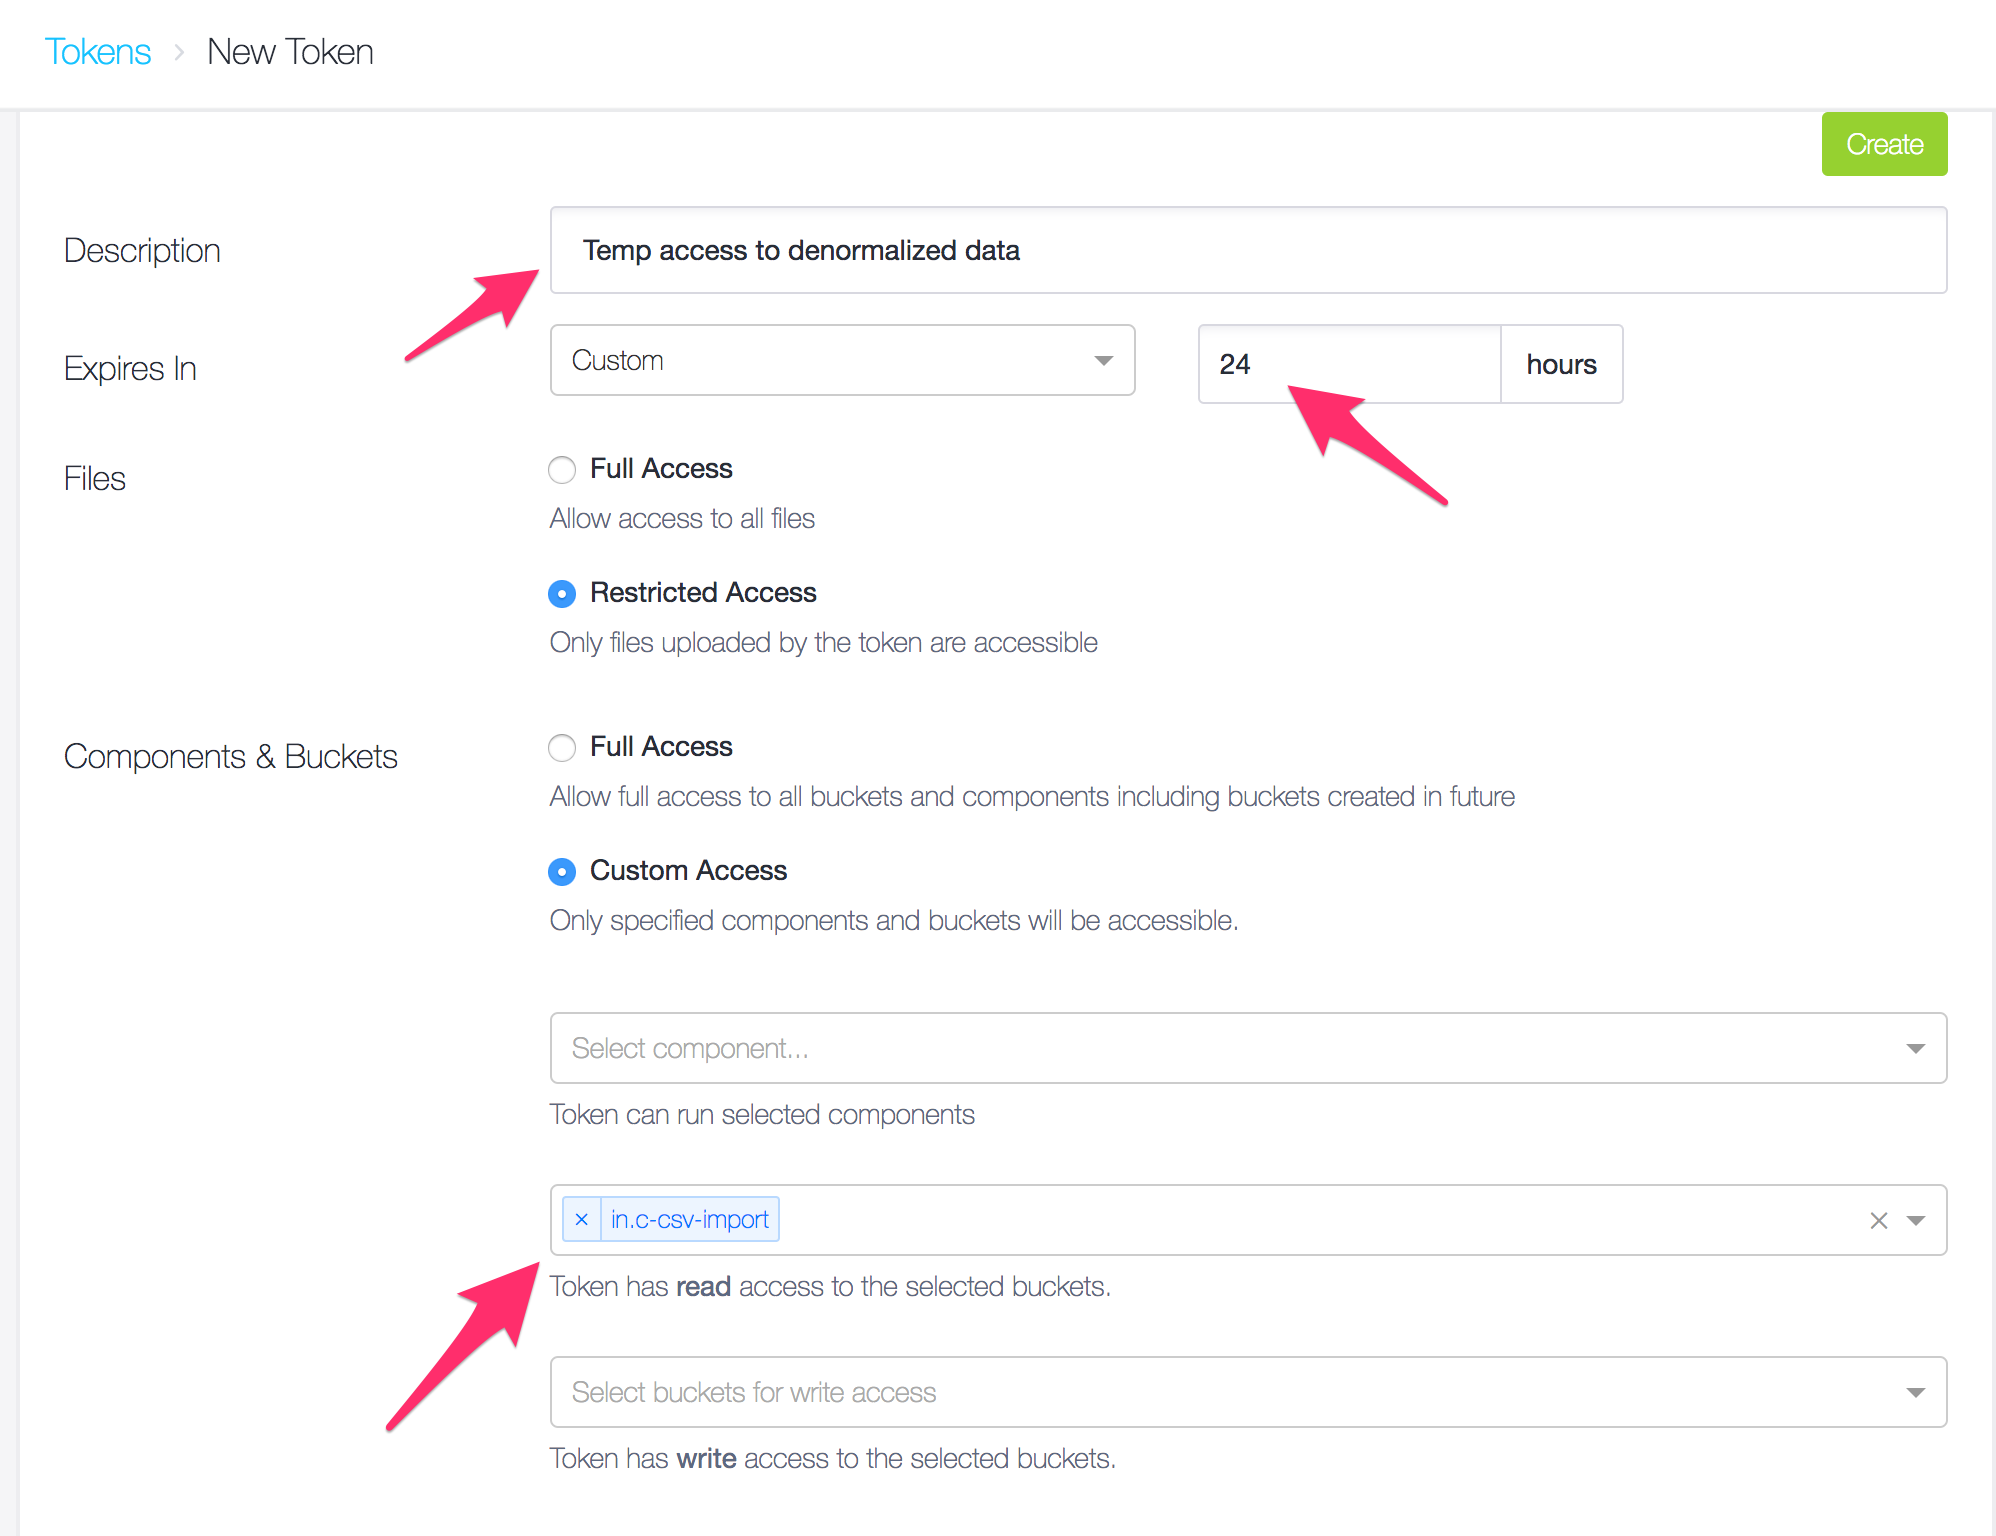 Tokens > New Token
Create
Description
Temp access to denormalized data
Expires In
Custom
24
hours
Files
Full Access
Allow access to all files
Restricted Access
Only files uploaded by the token are accessible
Components & Buckets
Full Access
Allow full access to all buckets and components including buckets created in future
Custom Access
Only specified components and buckets will be accessible.
Select component...
Token can run selected components
× in.c-csv-import
Token has read access to the selected buckets.
Select buckets for write access
Token has write access to the selected buckets.